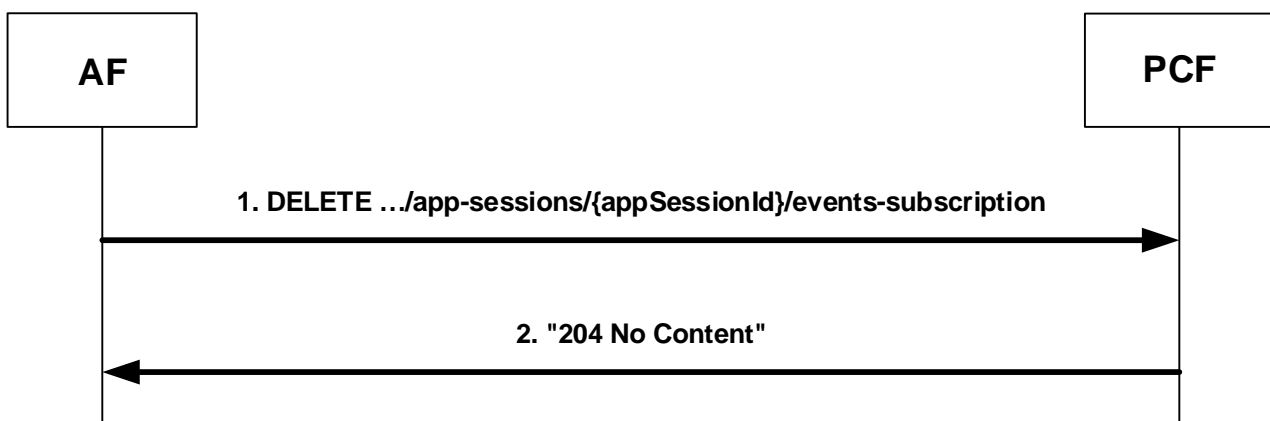 AF
PCF
1. DELETE …/app-sessions/{appSessionId}/events-subscription
2. "204 No Content"